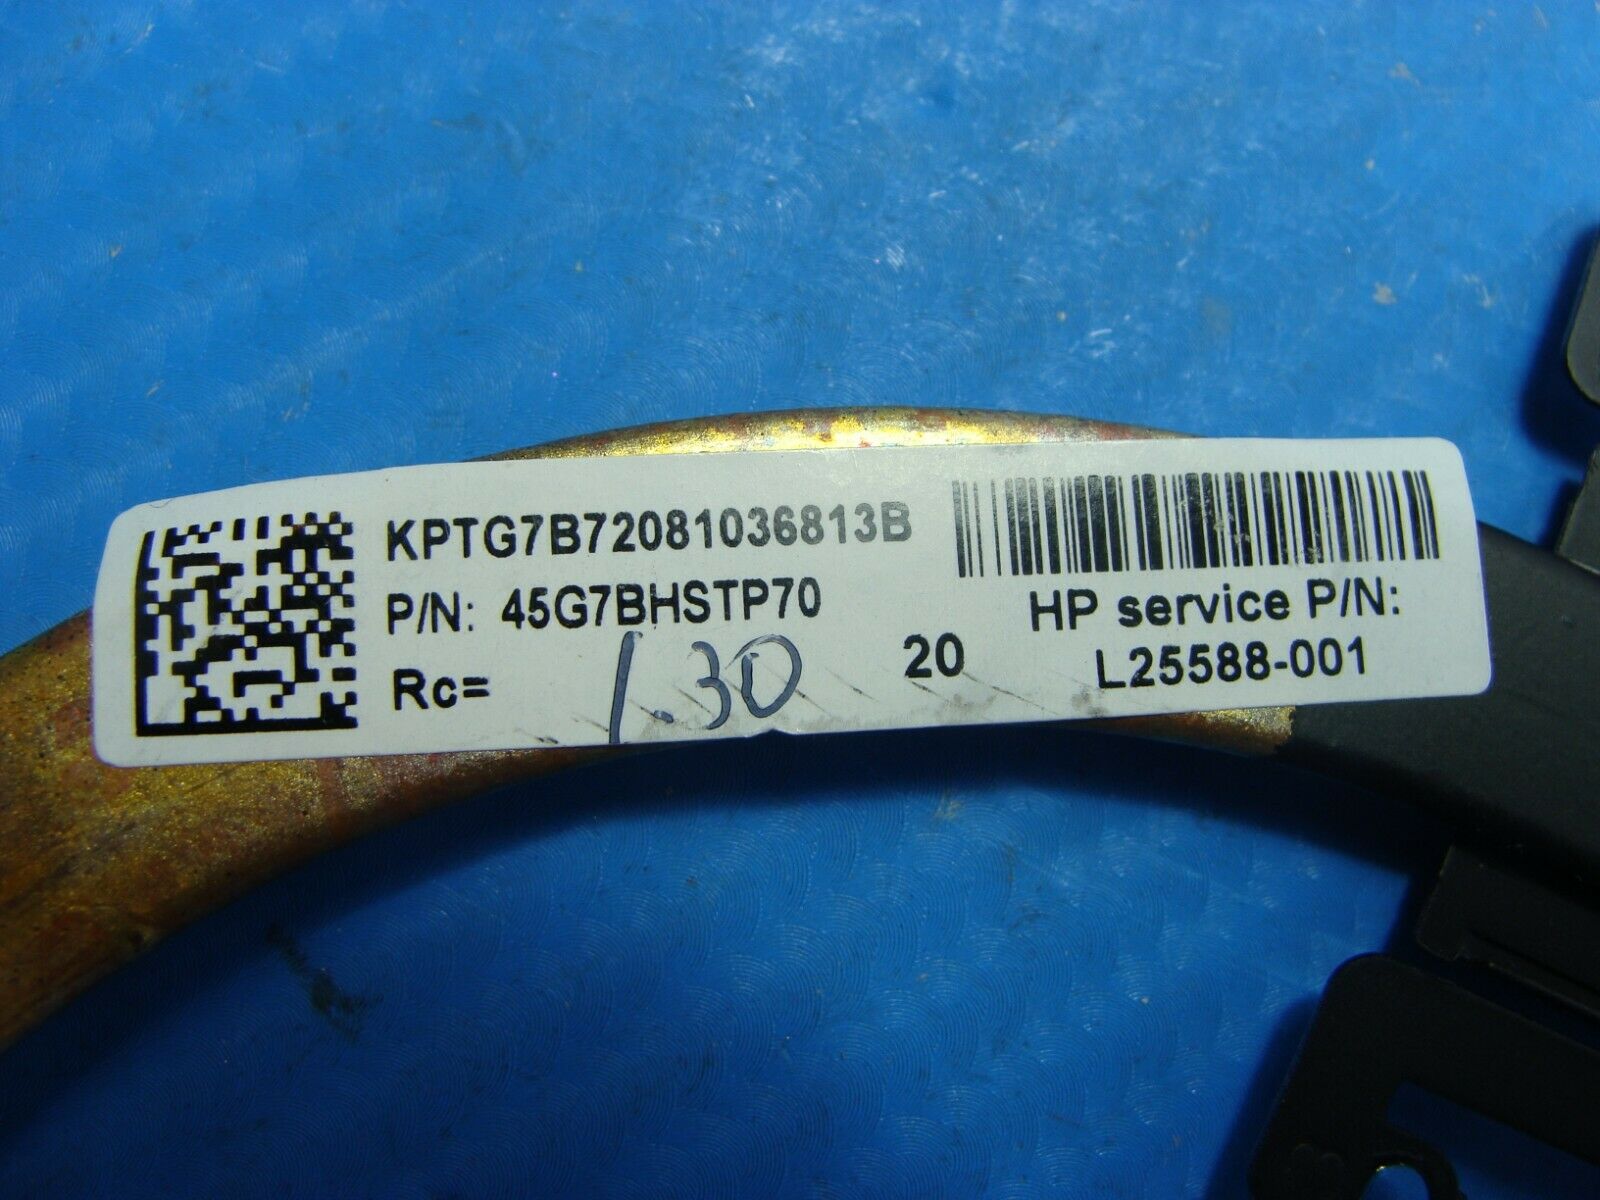 KPTG7B72081036813B
P/N: 45G7BHSTP70
Rc= 1.30 20
HP service P/N:
L25588-001